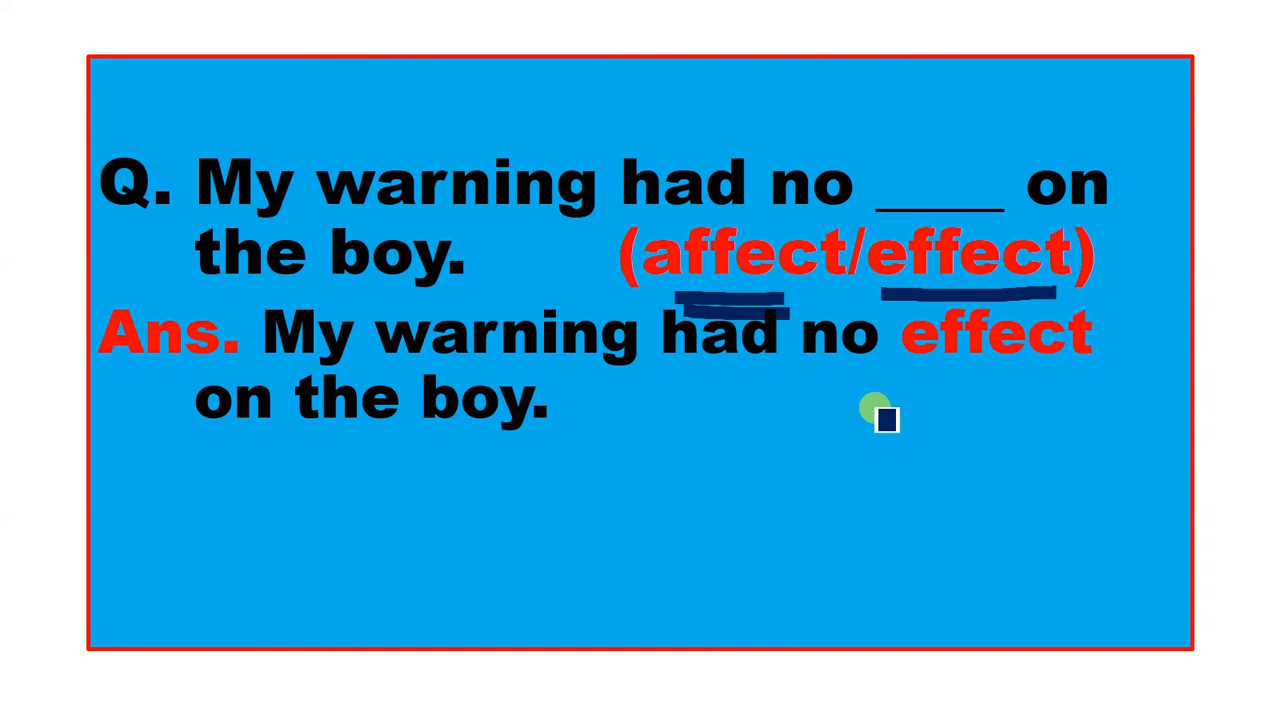 Q. My warning had no ____ on
the boy. (affect/effect)
Ans. My warning had no effect
on the boy.